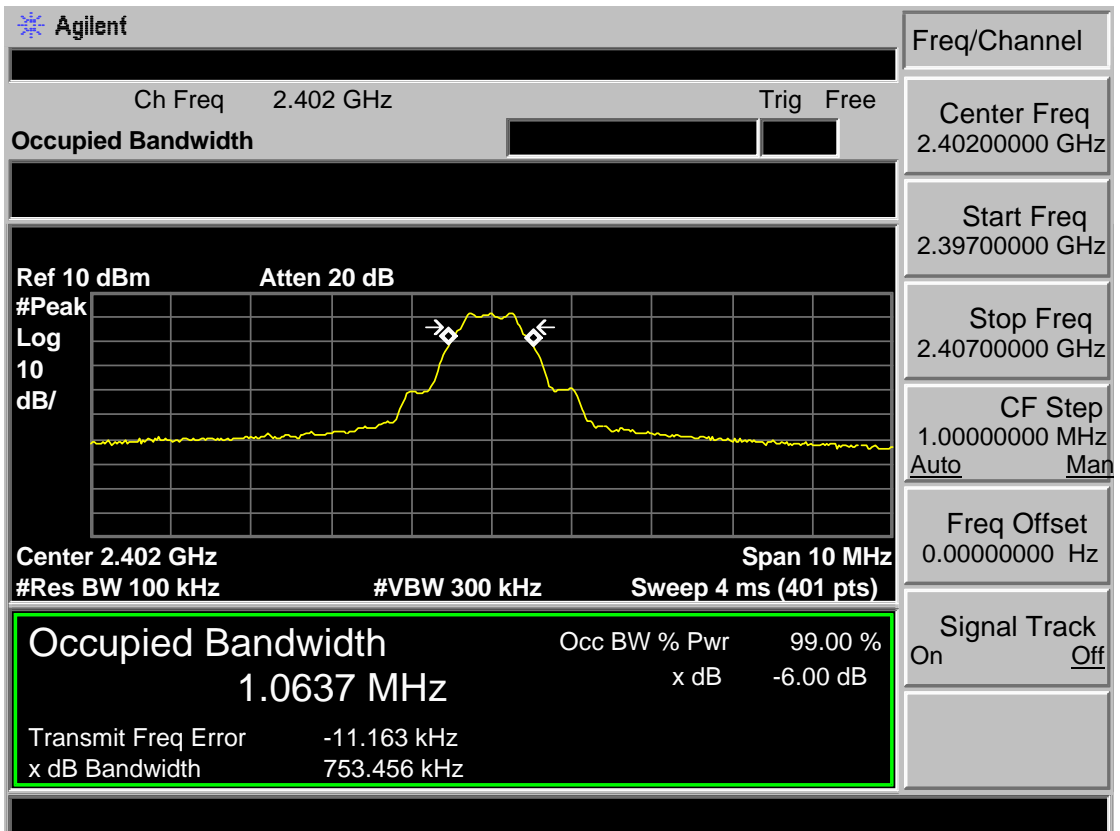 Agilent
Freq/Channel
Ch Freq 2.402 GHz Trig Free
Occupied Bandwidth
Center Freq
2.40200000 GHz
Start Freq
2.39700000 GHz
Stop Freq
2.40700000 GHz
CF Step
1.00000000 MHz
Auto Man
Freq Offset
0.00000000 Hz
Signal Track
On Off
Ref 10 dBm Atten 20 dB
#Peak
Log
10
dB/
Center 2.402 GHz Span 10 MHz
#Res BW 100 kHz #VBW 300 kHz Sweep 4 ms (401 pts)
Occupied Bandwidth
1.0637 MHz
Occ BW % Pwr 99.00 %
x dB -6.00 dB
Transmit Freq Error -11.163 kHz
x dB Bandwidth 753.456 kHz